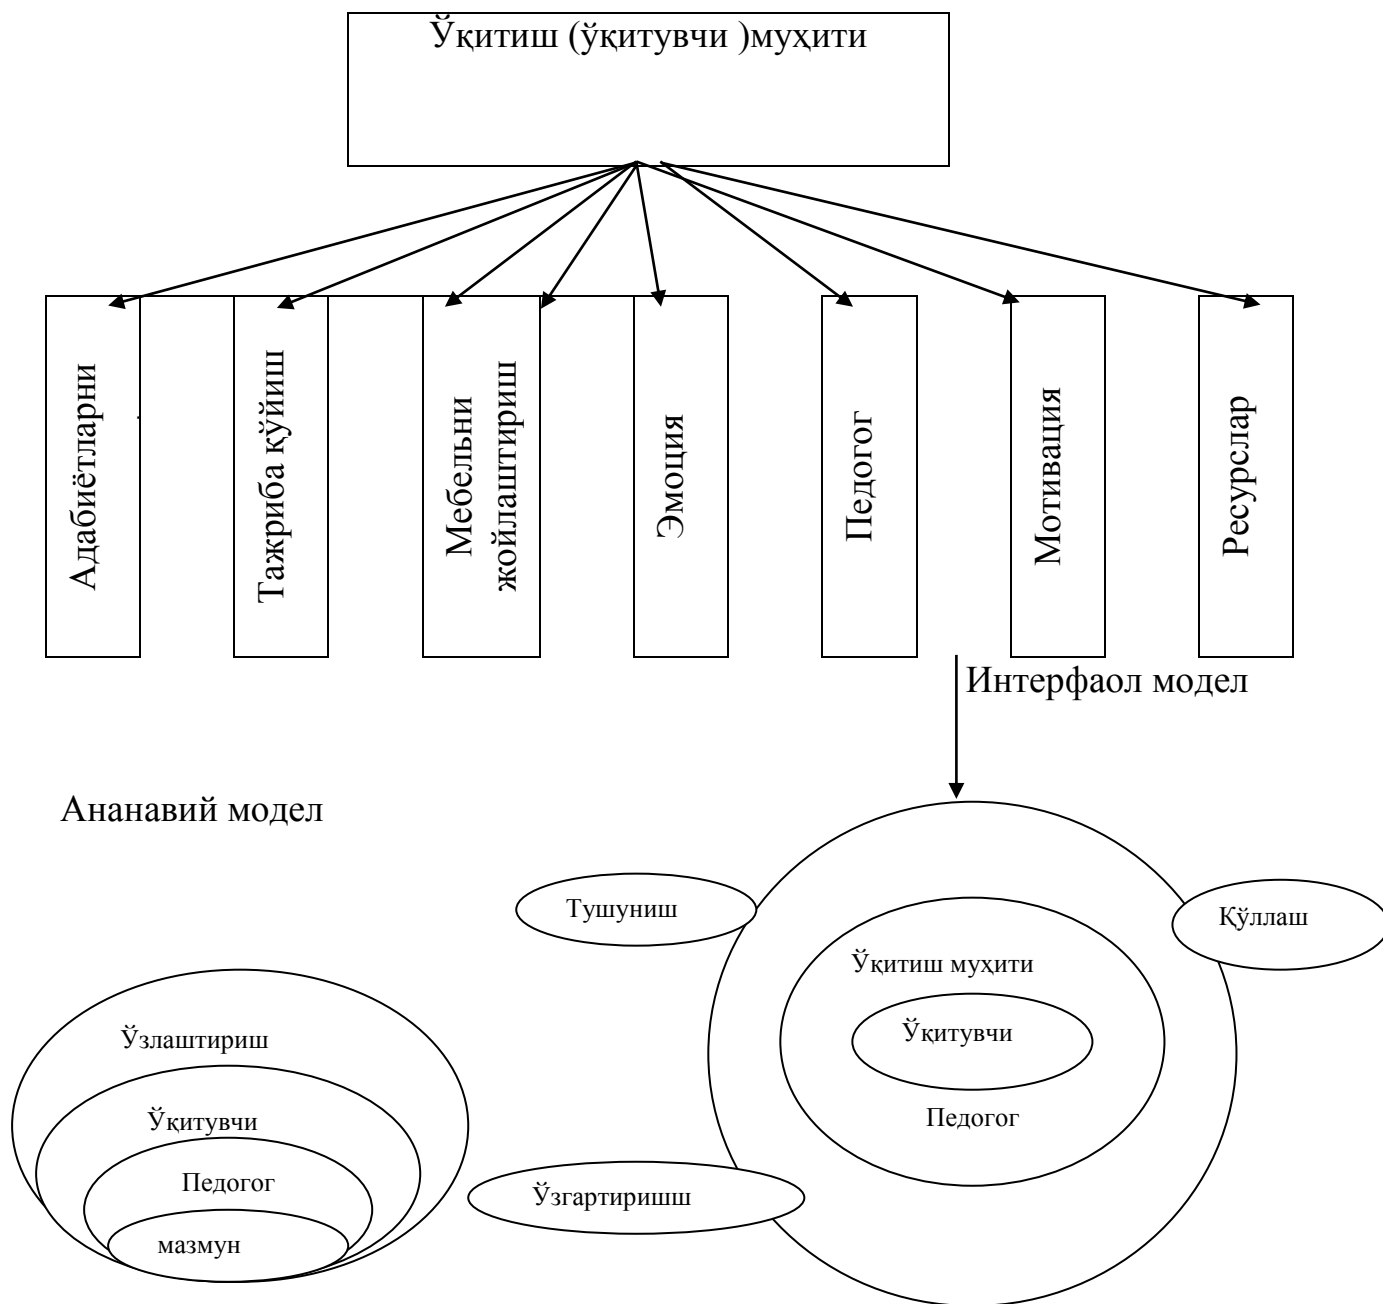 Ўқитиш (ўқитувчи )муҳити
Адабиётларни
Тажриба қўйиш
Мебельни
жойлаштириш
Эмоция
Педогог
Мотивация
Ресурслар
Интерфаол модел
Ананавий модел
Тушуниш
Қўллаш
Ўқитиш муҳити
Ўқитувчи
Педогог
Ўзгартиришш
Ўзлаштириш
Ўқитувчи
Педогог
мазмун